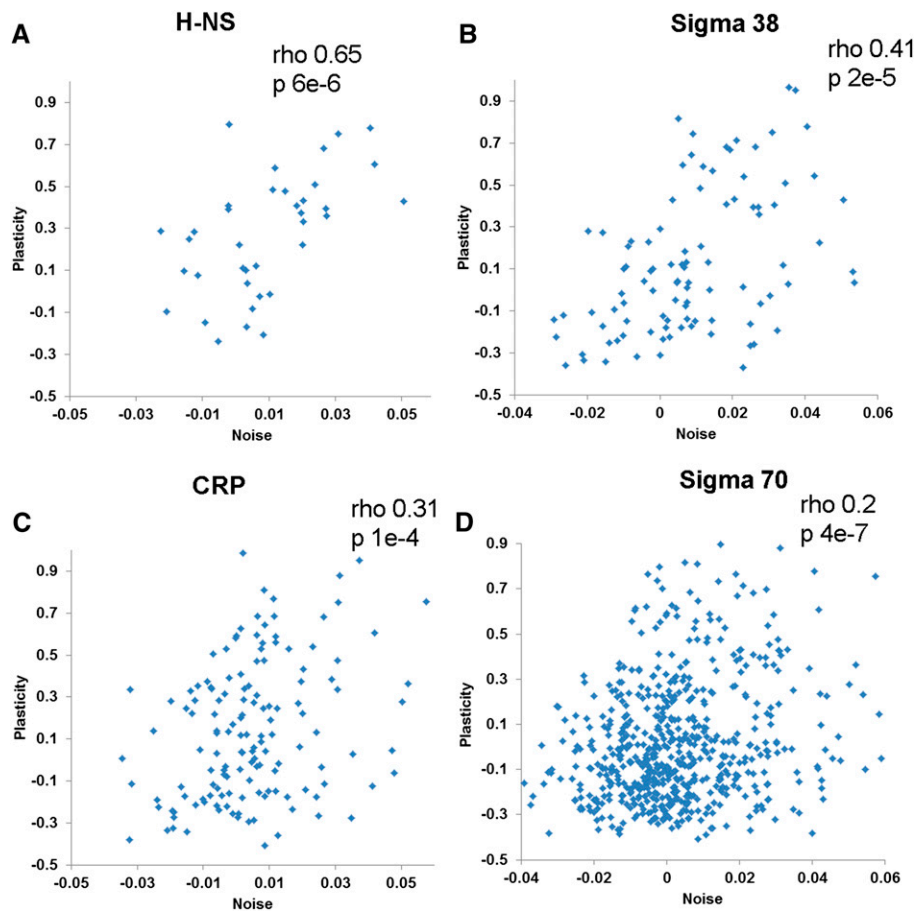 A
H-NS
rho 0.65
p 6e-6
0.9
0.7
0.5
0.3
0.1
-0.1
-0.3
-0.5
Plasticity
-0.05
-0.03
-0.01
0.01
0.03
0.05
Noise
B
Sigma 38
rho 0.41
p 2e-5
0.9
0.7
0.5
0.3
0.1
-0.1
-0.3
-0.5
Plasticity
-0.04
-0.02
0
0.02
0.04
0.06
Noise
C
CRP
rho 0.31
p 1e-4
0.9
0.7
0.5
0.3
0.1
-0.1
-0.3
-0.5
Plasticity
-0.05
-0.03
-0.01
0.01
0.03
0.05
Noise
D
Sigma 70
rho 0.2
p 4e-7
0.9
0.7
0.5
0.3
0.1
-0.1
-0.3
-0.5
Plasticity
-0.04
-0.02
0
0.02
0.04
0.06
Noise